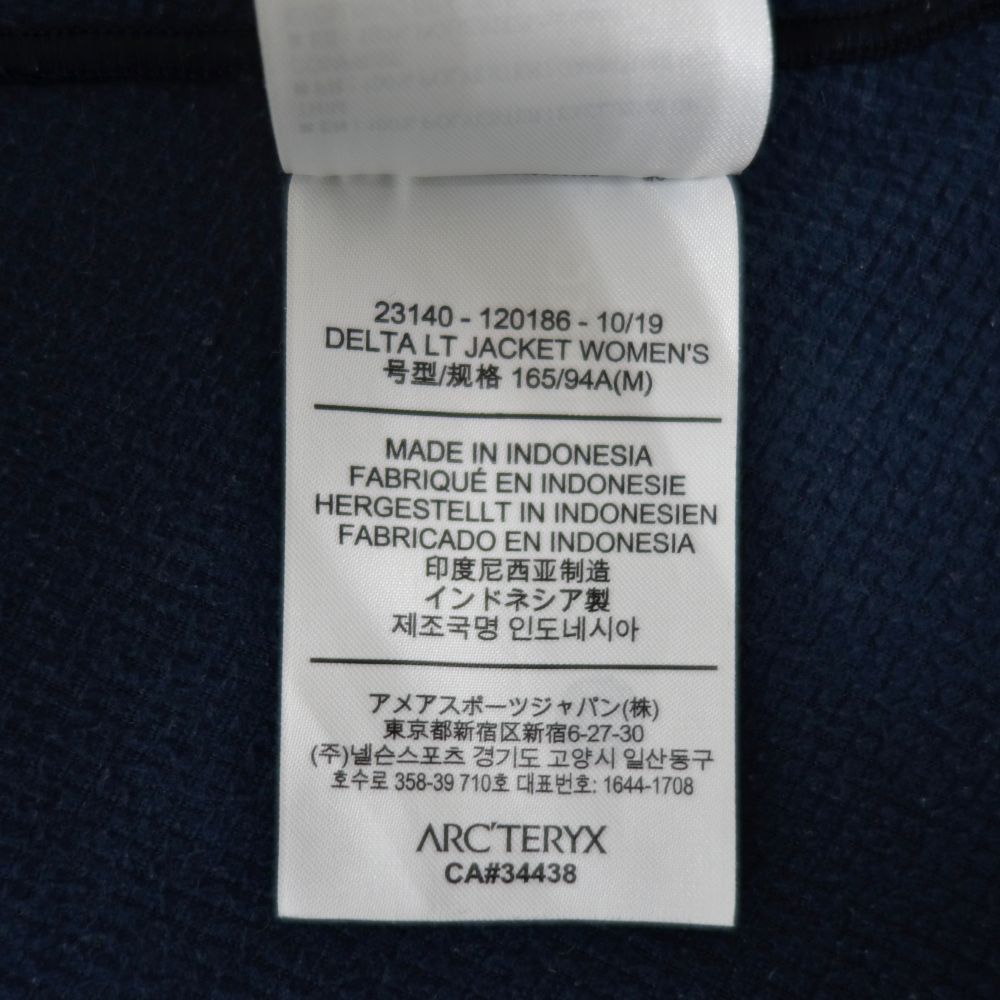 23140 - 120186 - 10/19
DELTA LT JACKET WOMEN'S
号型/规格 165/94A(M)
MADE IN INDONESIA
FABRIQUÉ EN INDONESIE
HERGESTELLT IN INDONESIEN
FABRICADO EN INDONESIA
印度尼西亚制造
インドネシア製
제조국명 인도네시아
アメアスポーツジャパン(株)
東京都新宿区新宿6-27-30
(주)넬슨스포츠 경기도 고양시 일산동구
호수로 358-39 710호 대표번호: 1644-1708
ARC'TERYX
CA#34438